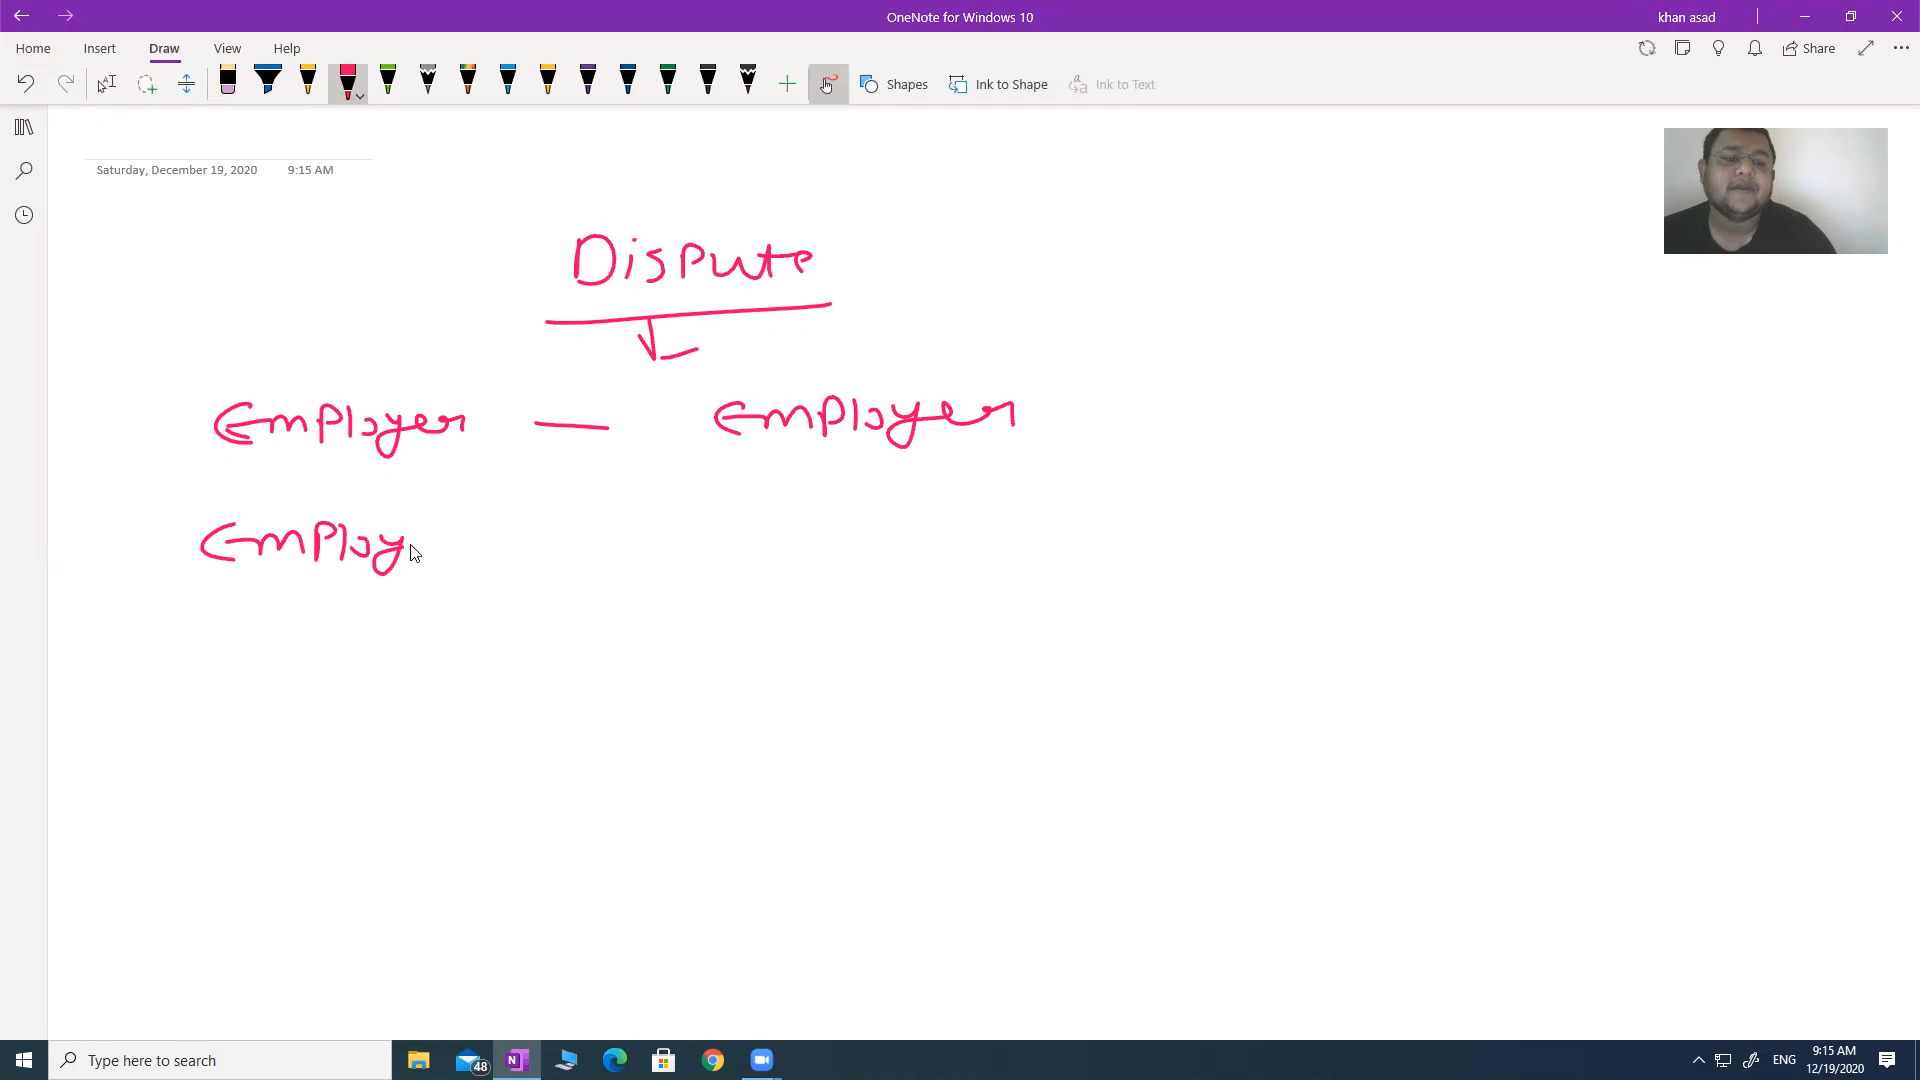 OneNote for Windows 10
khan asad
Home Insert Draw View Help
Share
Shapes Ink to Shape Ink to Text
Saturday, December 19, 2020 9:15 AM
Dispute
Employer — Employer
Employ
Type here to search
48
ENG
9:15 AM
12/19/2020